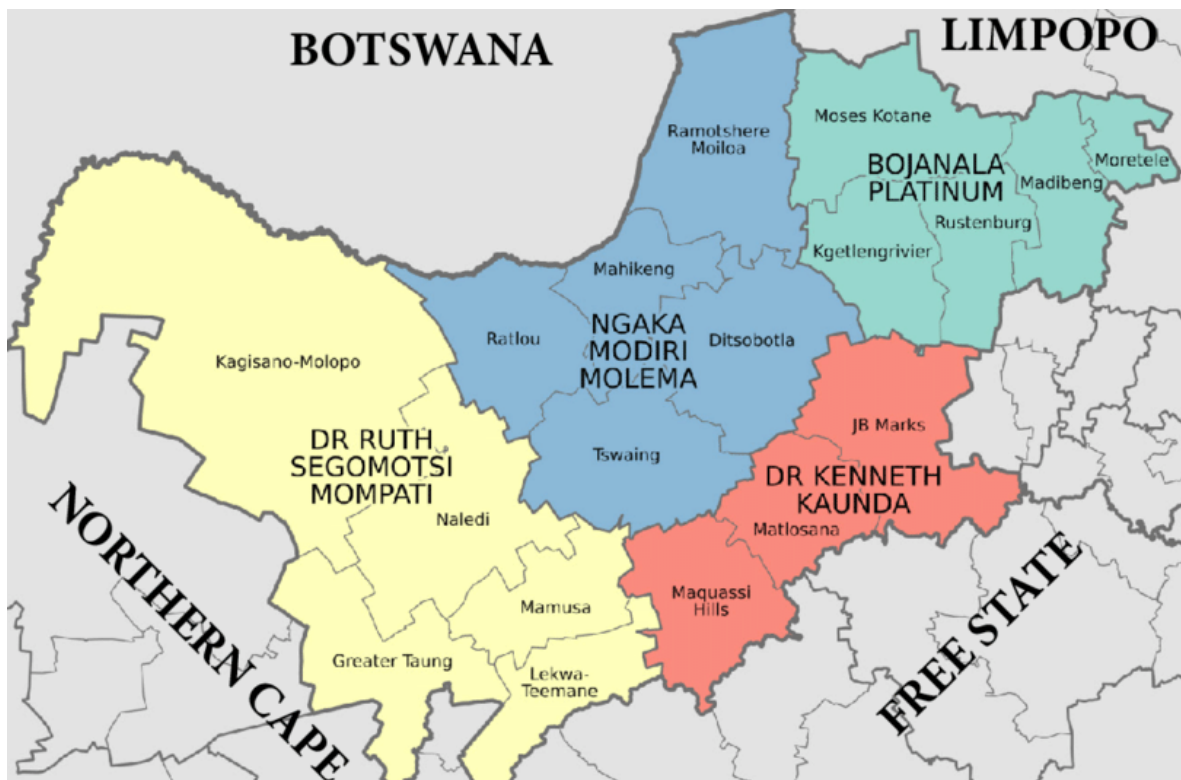 BOTSWANA
LIMPOPO
Moses Kotane
Ramotshere
Moiloa
BOJANALA
PLATINUM
Moretele
Madibeng
Rustenburg
Kgetlengrivier
Mahikeng
NGAKA
MODIRI
MOLEMA
Ratlou
Ditsobotla
Kagisano-Molopo
Tswaing
JB Marks
DR RUTH
SEGOMOTSI
MOMPATI
DR KENNETH
KAUNDA
Naledi
Matlosana
Mamusa
Maquassi
Hills
Greater Taung
Lekwa-
Teemane
NORTHERN CAPE
FREE STATE